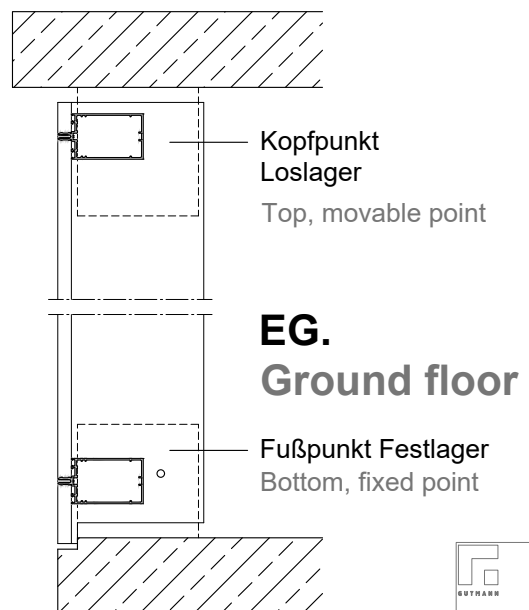 Kopfpunkt
Loslager
Top, movable point
EG.
Ground floor
Fußpunkt Festlager
Bottom, fixed point
GUTMANN